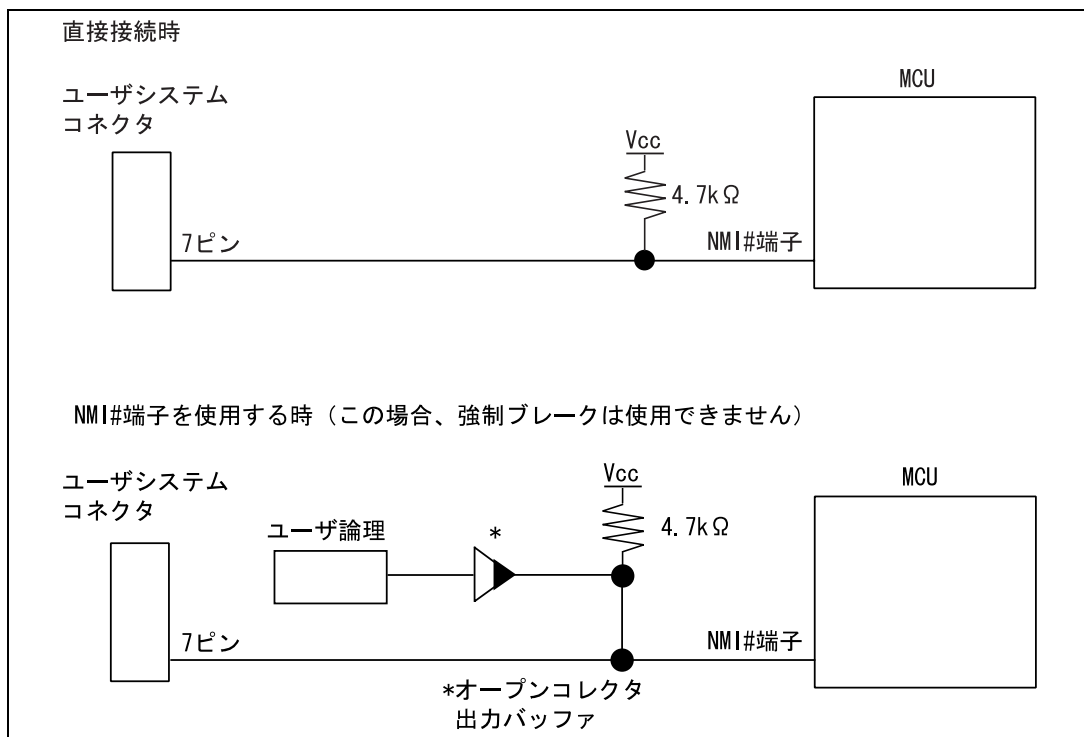 直接接続時
ユーザシステム
コネクタ
MCU
Vcc
4.7kΩ
7ピン
NMI#端子
NMI#端子を使用する時（この場合、強制ブレークは使用できません）
ユーザシステム
コネクタ
ユーザ論理
*
Vcc
4.7kΩ
MCU
7ピン
NMI#端子
*オープンコレクタ
出力バッファ